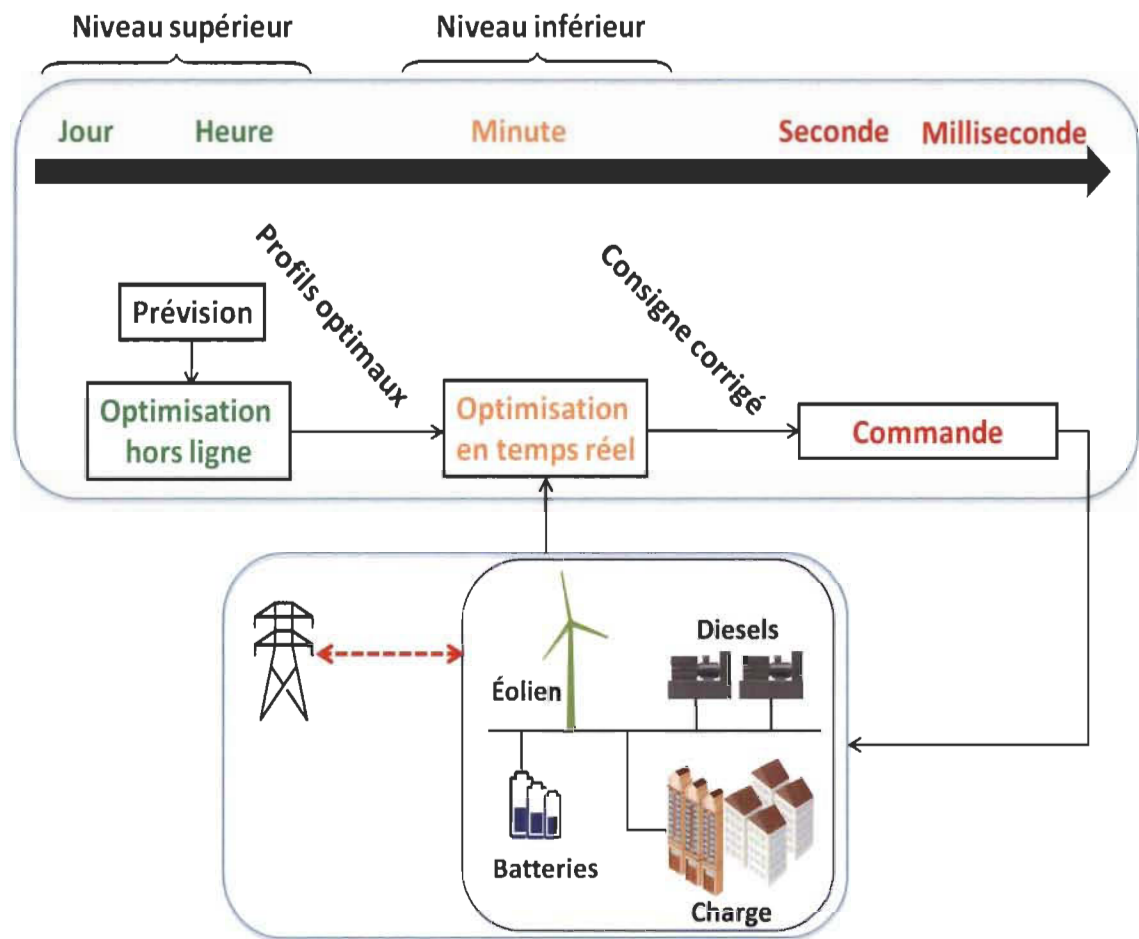 Niveau supérieur
Niveau inférieur
Jour
Heure
Minute
Seconde
Milliseconde
Profils optimaux
Consigne corrigé
Prévision
Optimisation
hors ligne
Optimisation
en temps réel
Commande
Éolien
Diesels
Batteries
Charge